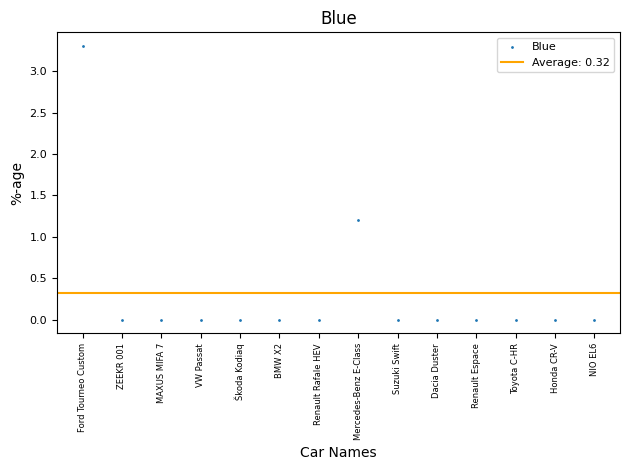 Blue
%-age
3.0
2.5
2.0
1.5
1.0
0.5
0.0
Blue
Average: 0.32
Ford Tourneo Custom
ZEEKR 001
MAXUS MIFA 7
VW Passat
Škoda Kodiaq
BMW X2
Renault Rafale HEV
Mercedes-Benz E-Class
Suzuki Swift
Dacia Duster
Renault Espace
Toyota C-HR
Honda CR-V
NIO EL6
Car Names